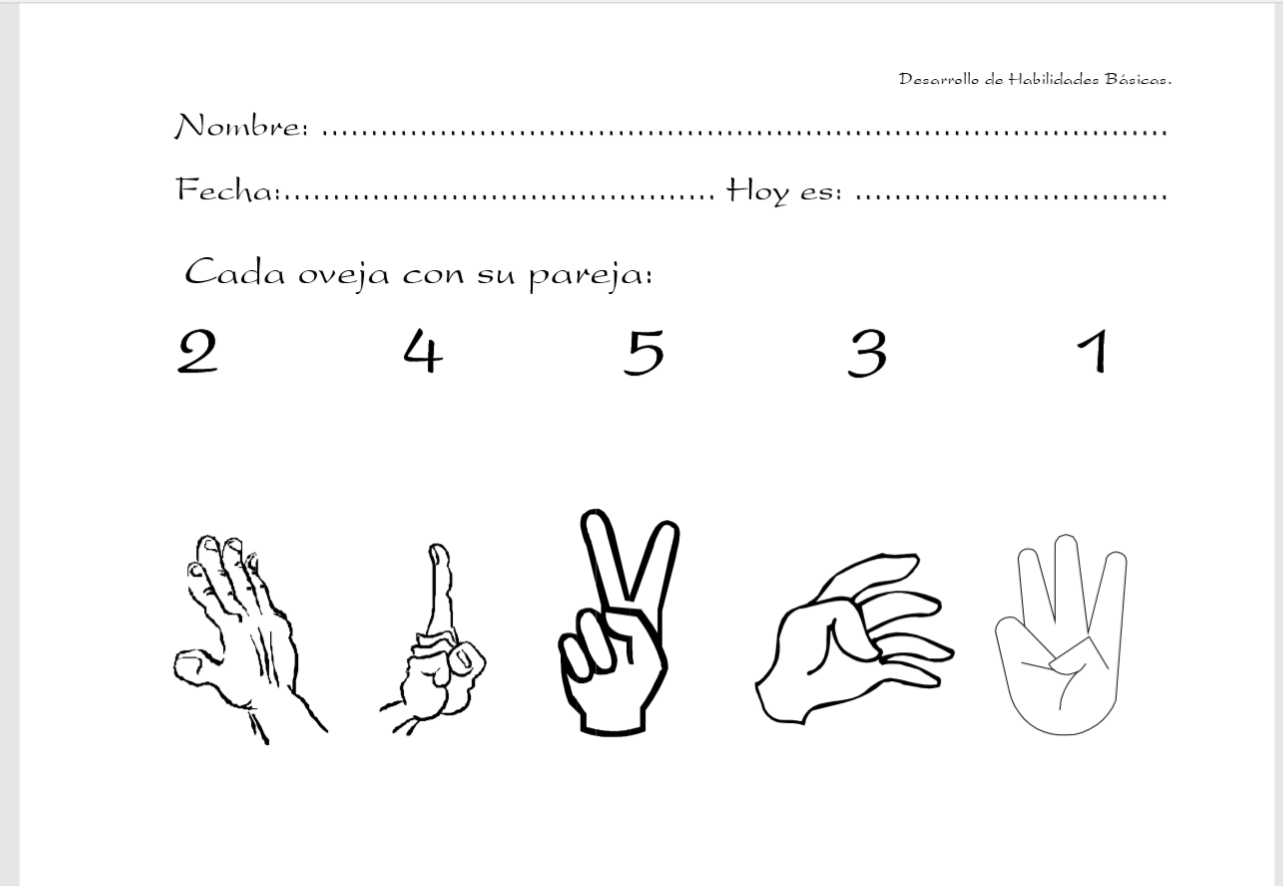 Desarrollo de Habilidades Básicas.
Nombre: ......................................................................................
Fecha:............................................ Hoy es: ................................
Cada oveja con su pareja:
2 4 5 3 1